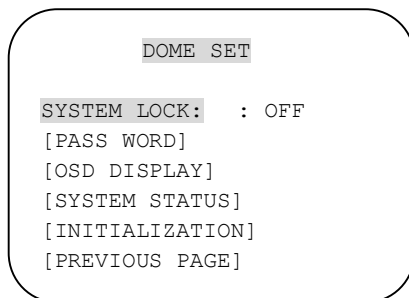 DOME SET
SYSTEM LOCK: : OFF
[PASS WORD]
[OSD DISPLAY]
[SYSTEM STATUS]
[INITIALIZATION]
[PREVIOUS PAGE]